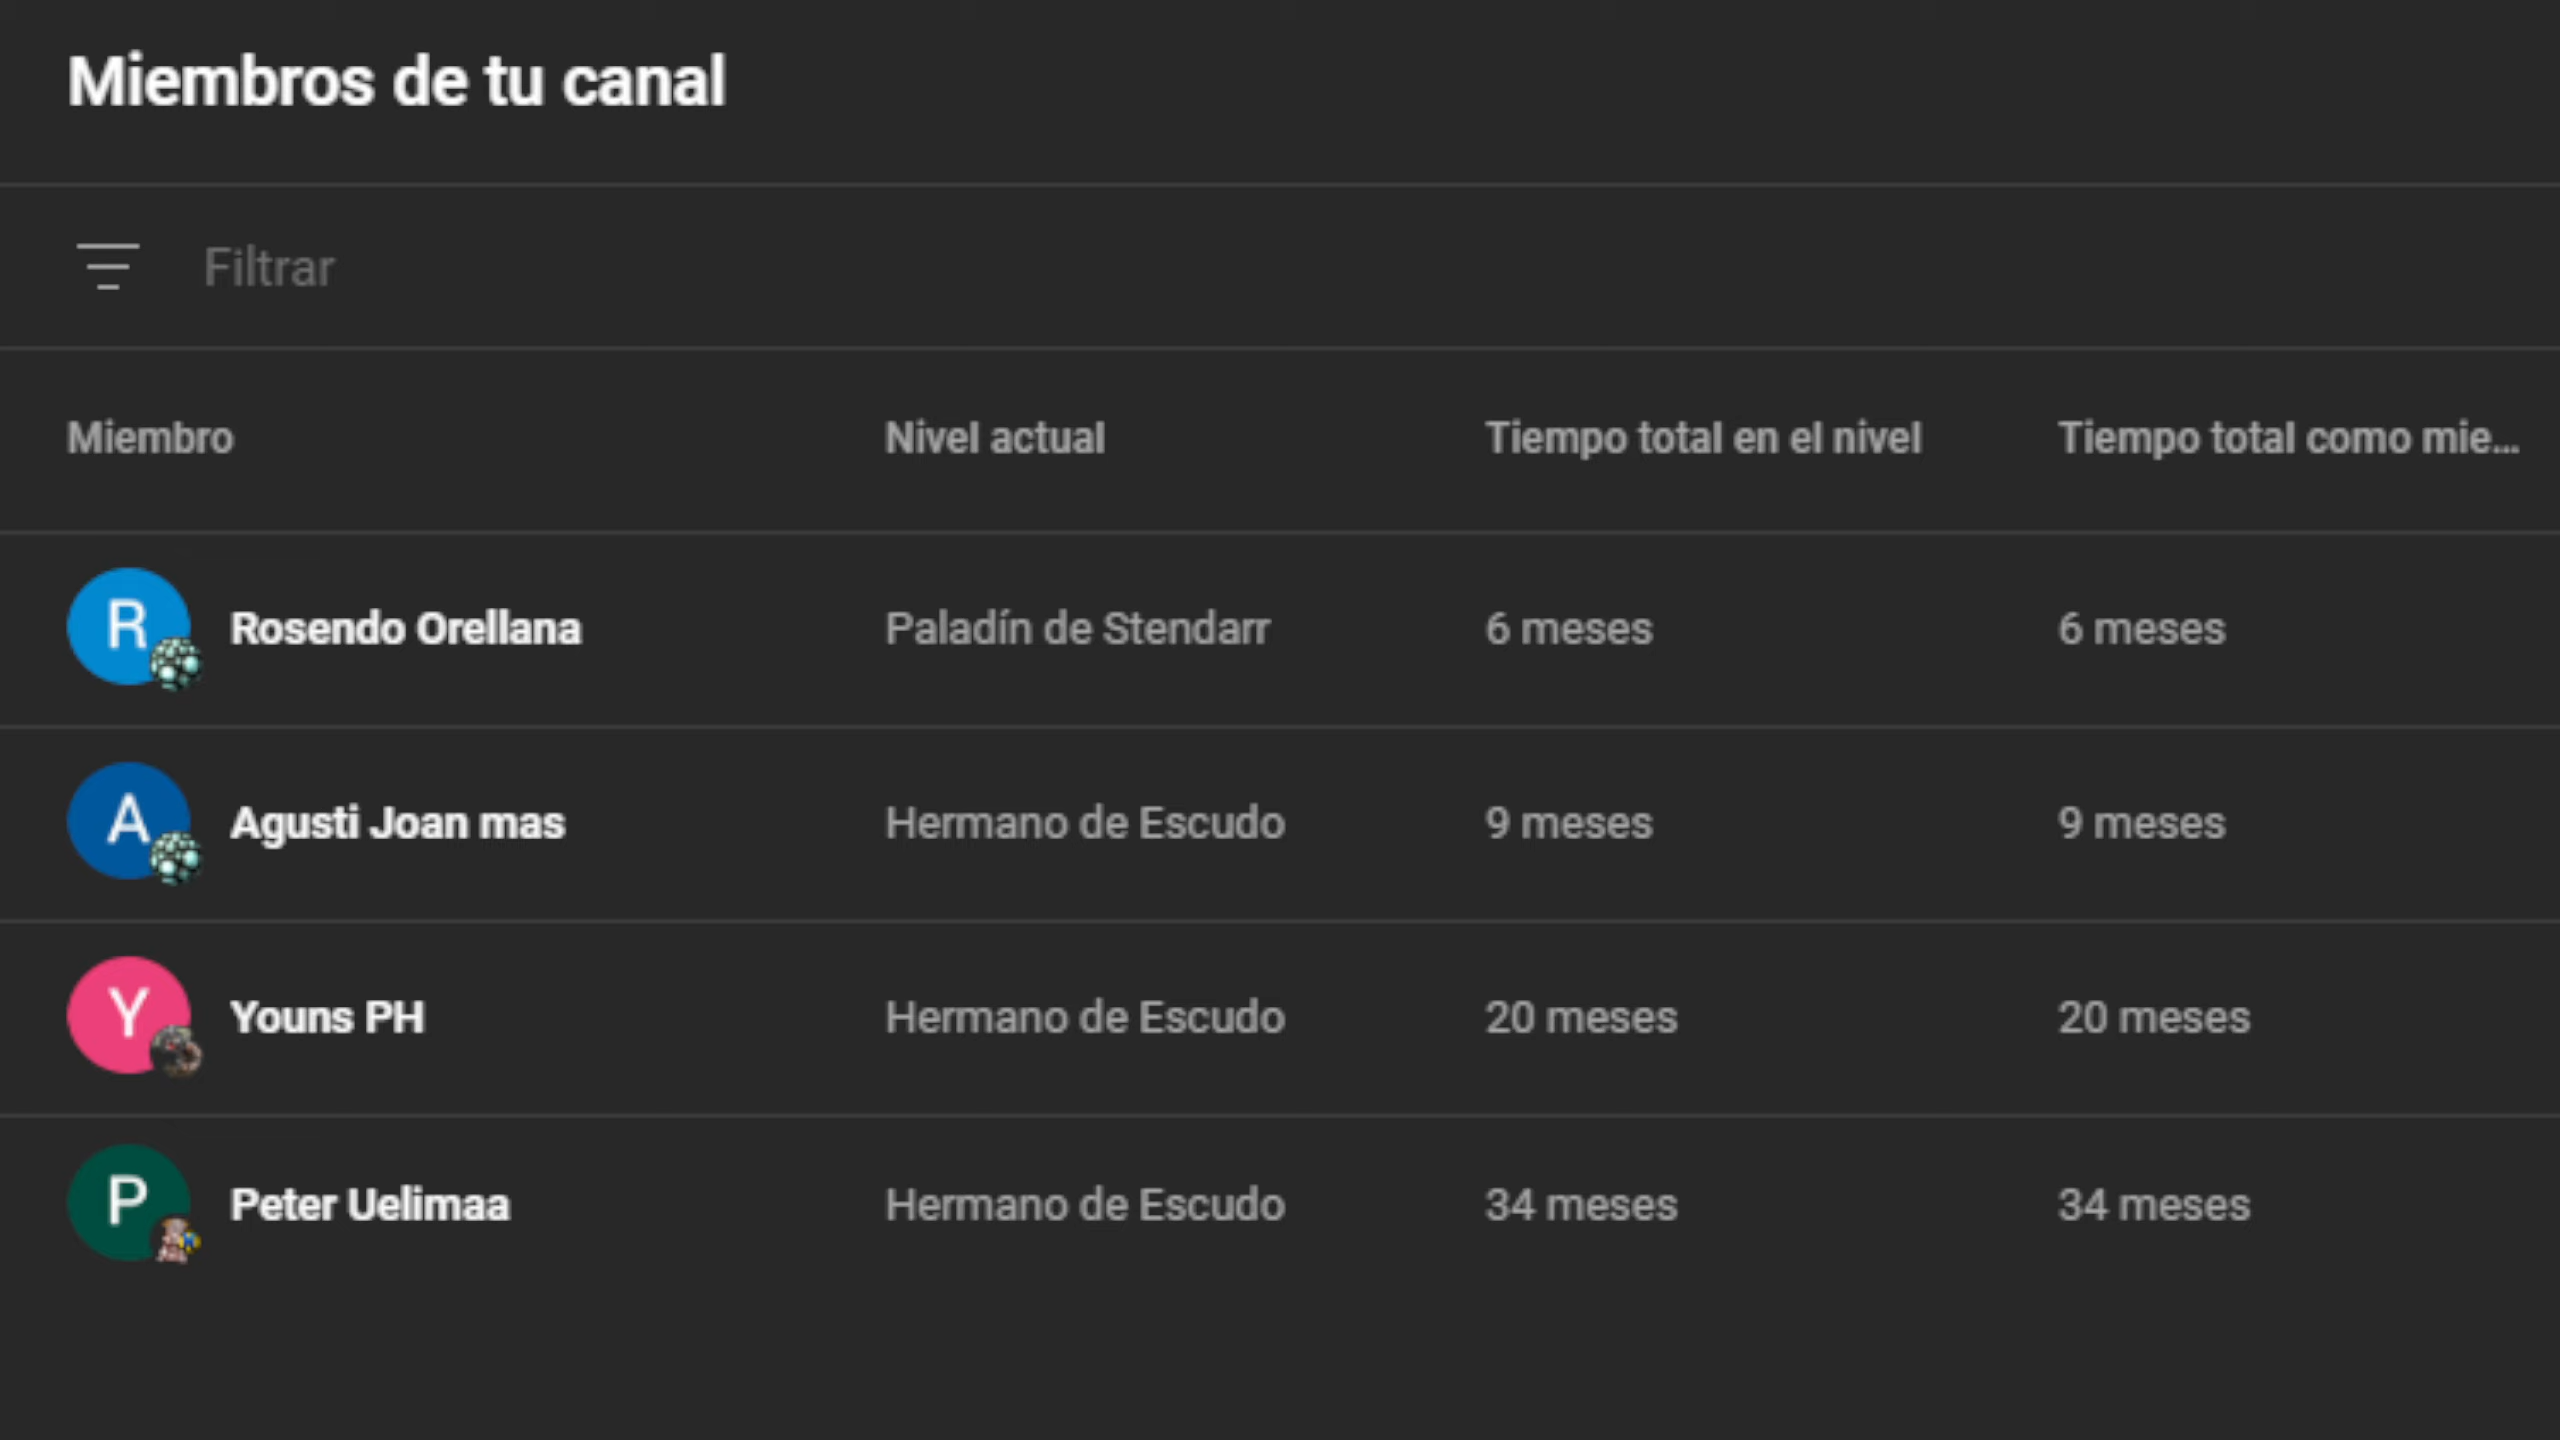 Miembros de tu canal
Filtrar
Miembro Nivel actual Tiempo total en el nivel Tiempo total como mie...
R Rosendo Orellana Paladín de Stendarr 6 meses 6 meses
A Agusti Joan mas Hermano de Escudo 9 meses 9 meses
Y Youns PH Hermano de Escudo 20 meses 20 meses
P Peter Uelimaa Hermano de Escudo 34 meses 34 meses